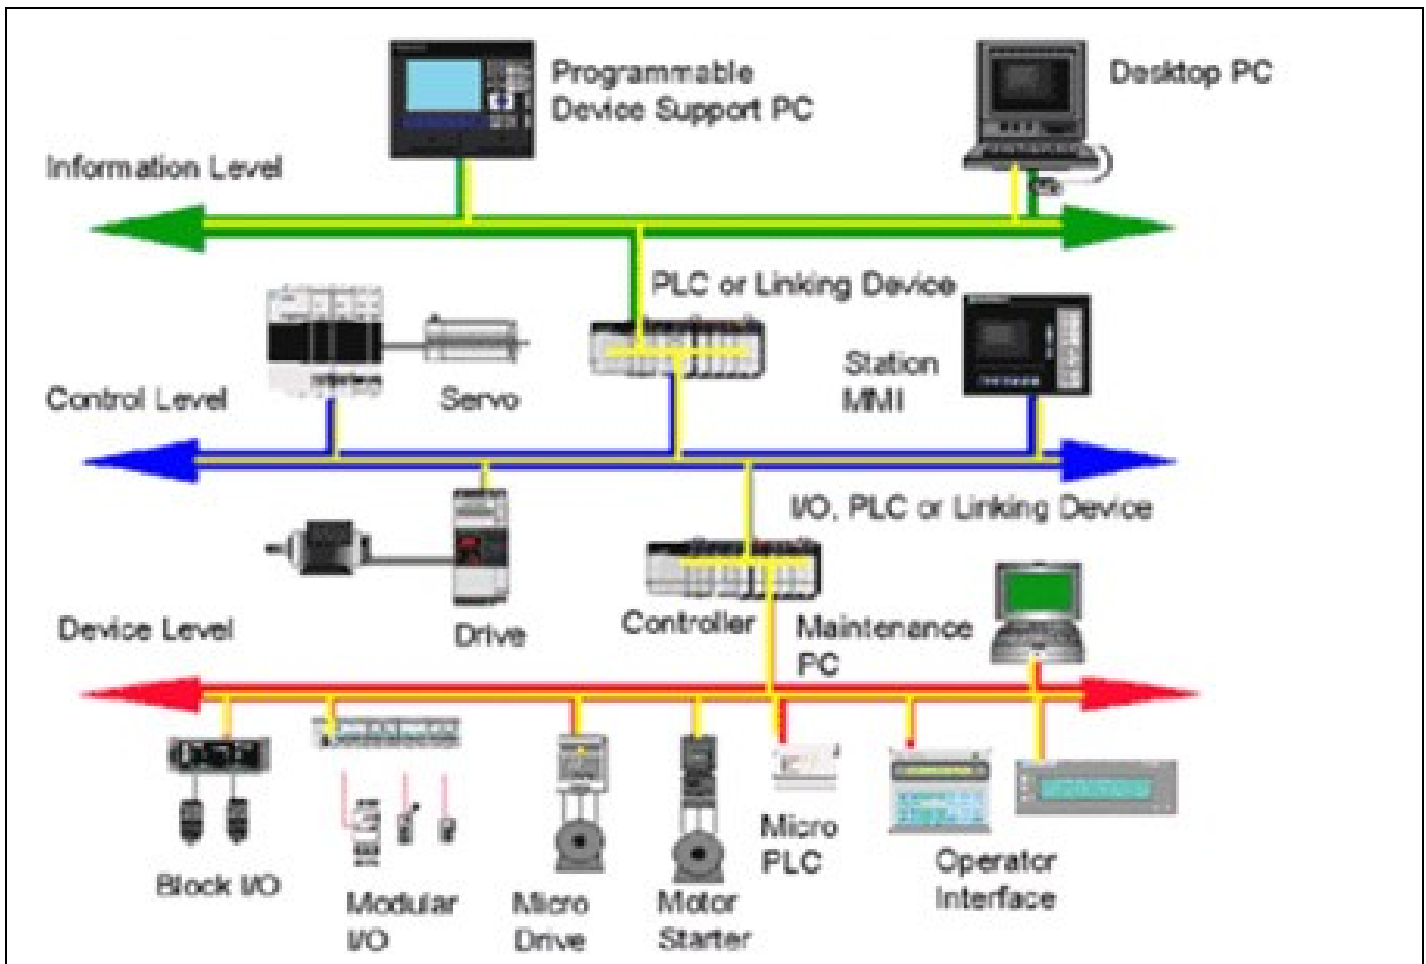 Programmable
Device Support PC
Desktop PC
Information Level
PLC or Linking Device
Station
MMI
Servo
Control Level
I/O, PLC or Linking Device
Controller
Maintenance
PC
Device Level
Drive
Block I/O
Modular
I/O
Micro
Drive
Motor
Starter
Micro
PLC
Operator
Interface